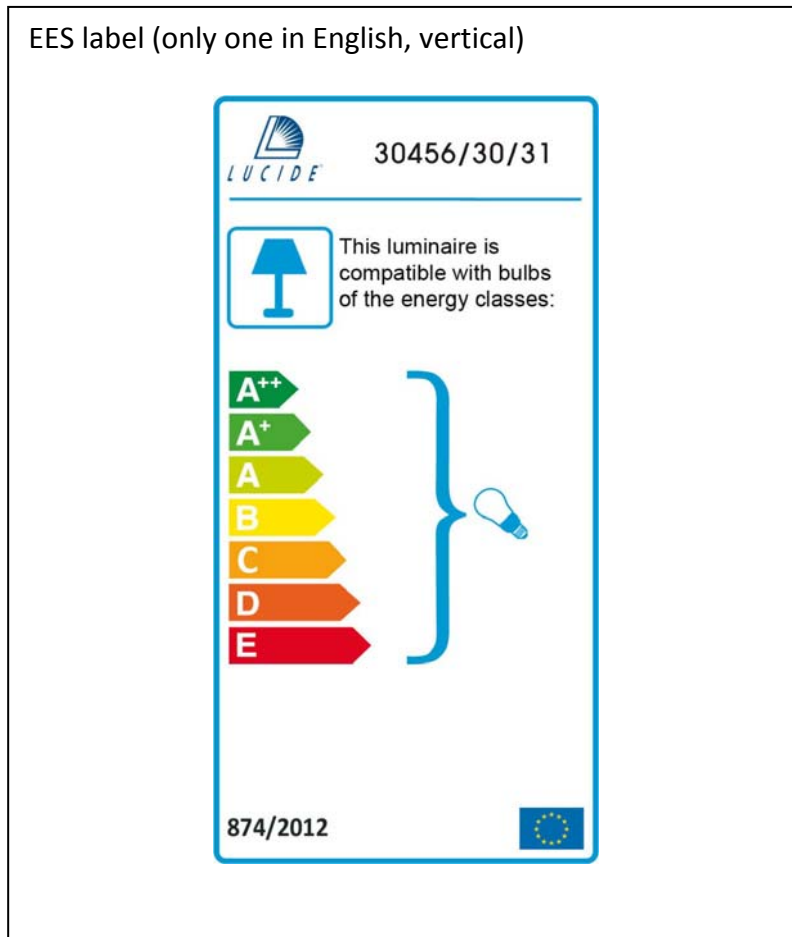 EES label (only one in English, vertical)
LUCIDE
30456/30/31
This luminaire is
compatible with bulbs
of the energy classes:
A++
A+
A
B
C
D
E
874/2012